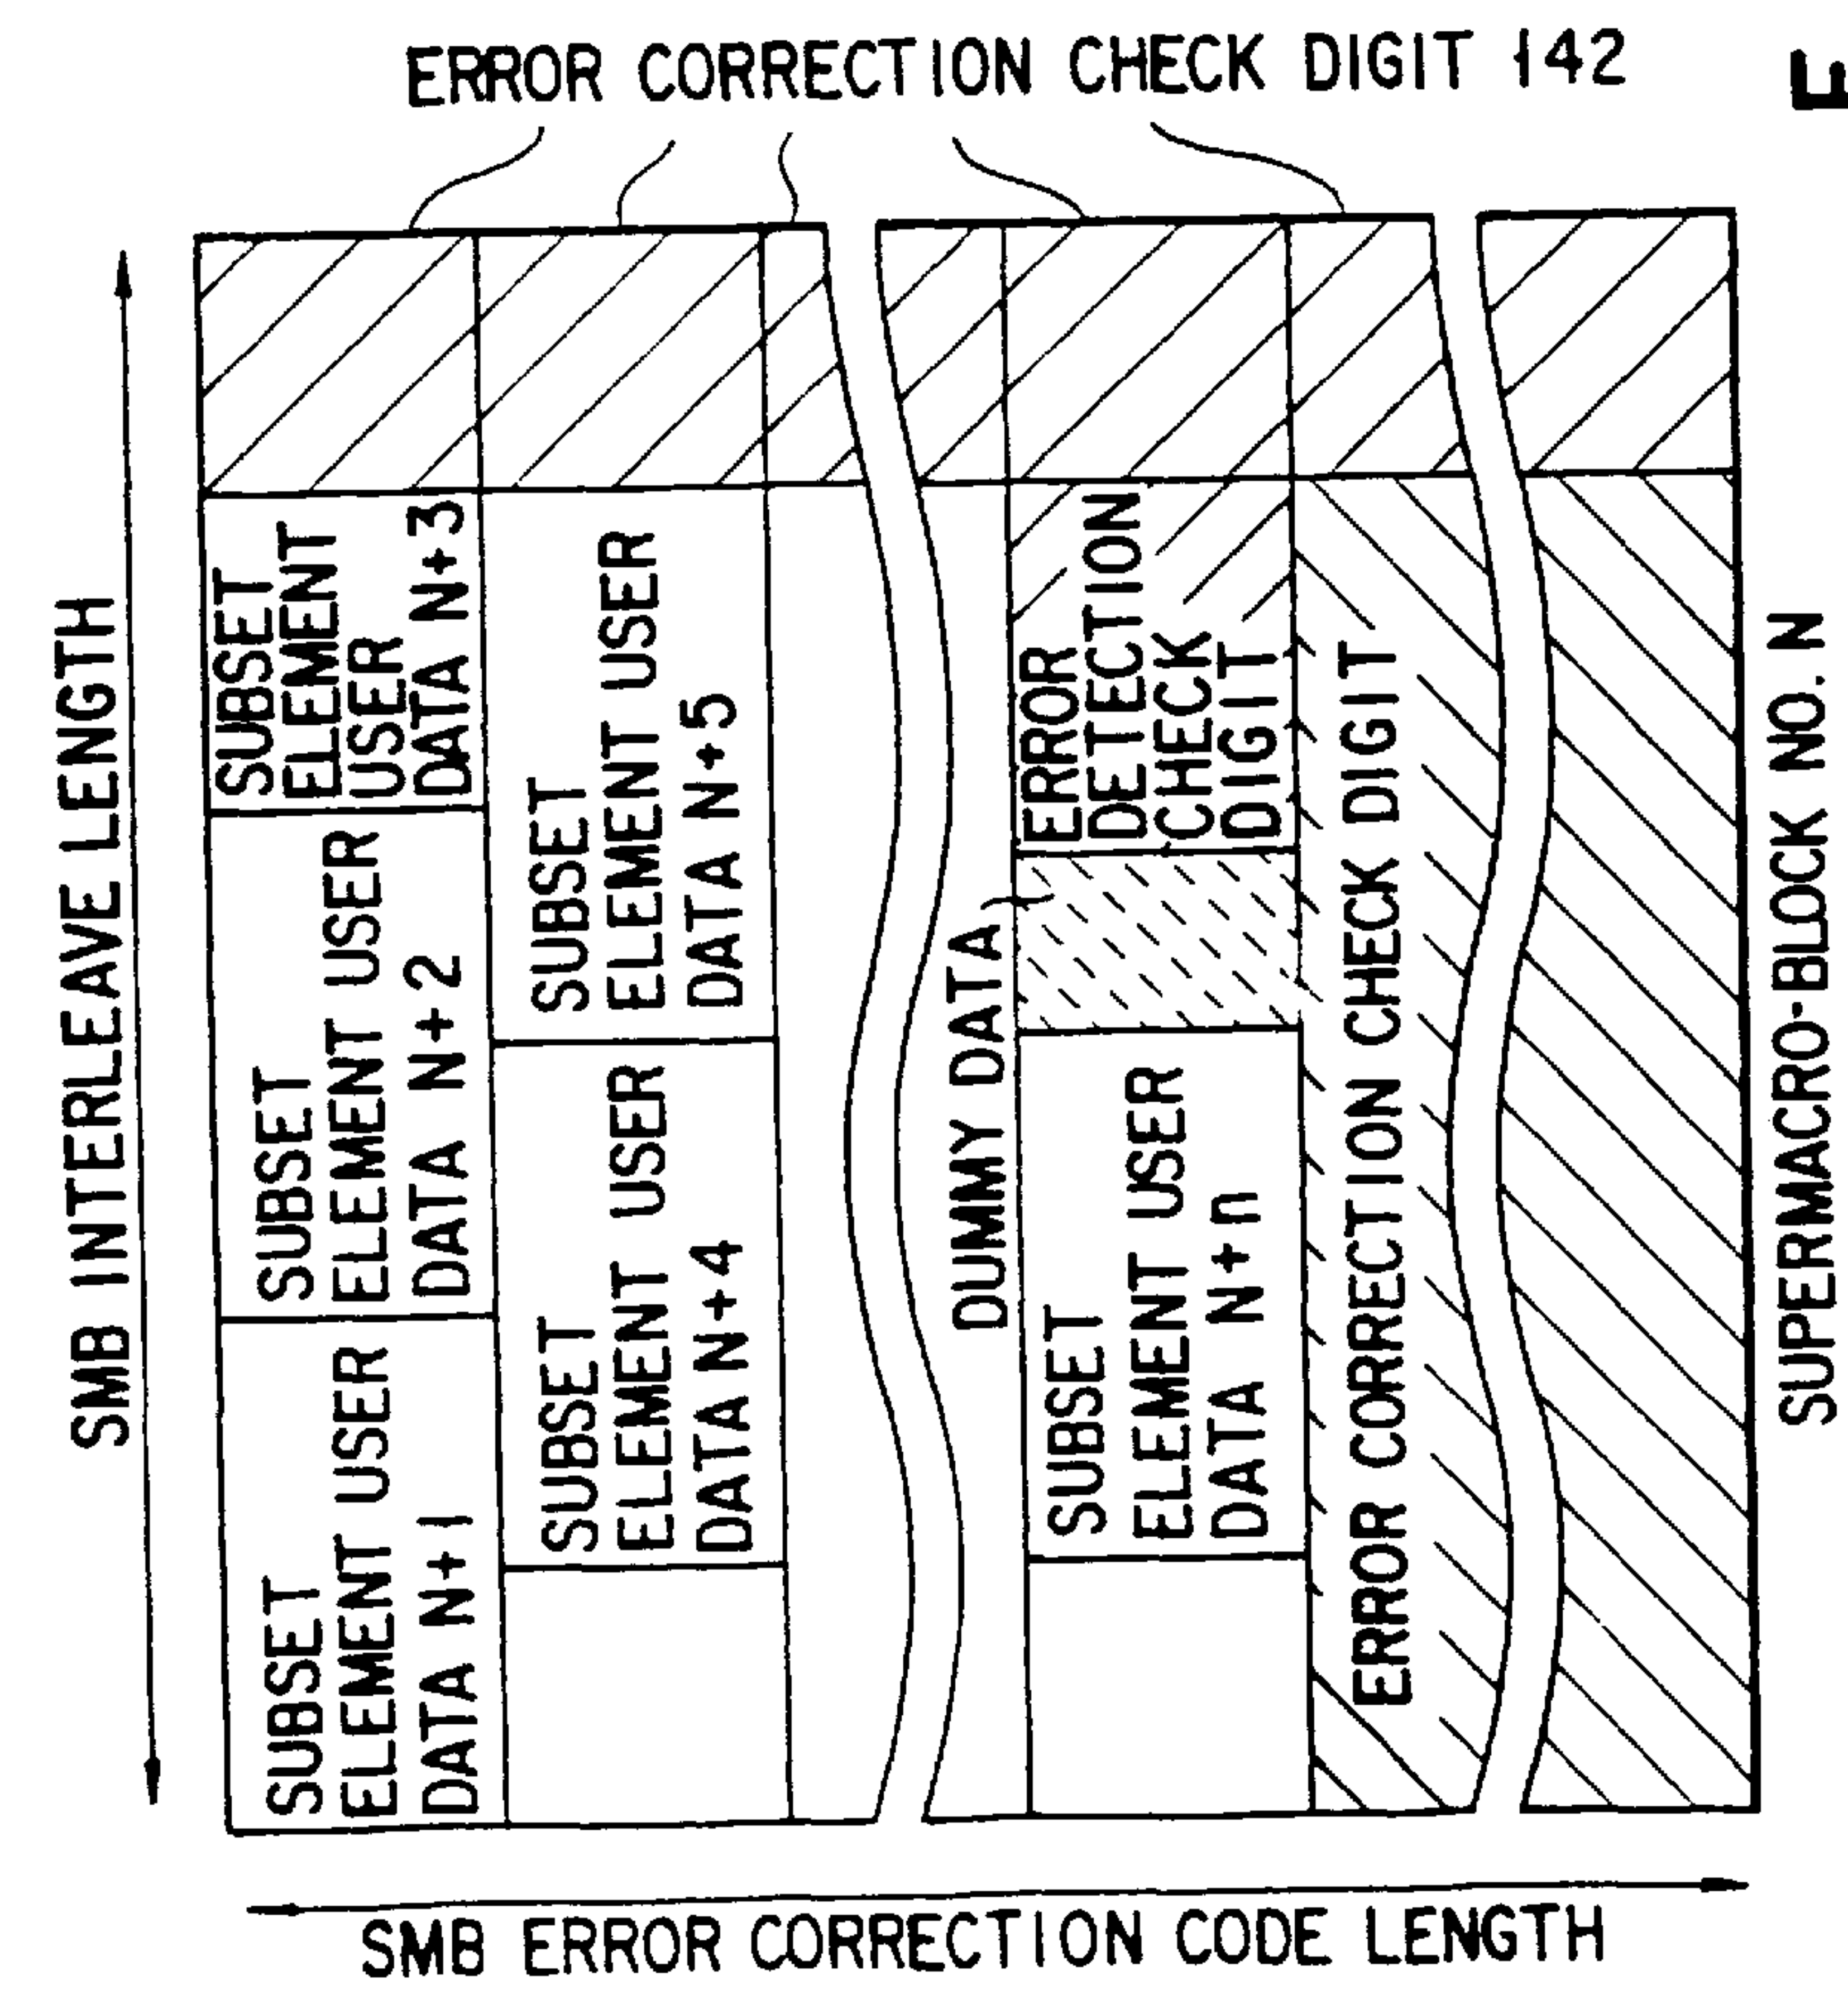 ERROR CORRECTION CHECK DIGIT 142
SMB INTERLEAVE LENGTH
SUBSET
ELEMENT USER
DATA N+1
SUBSET
ELEMENT USER
DATA N+2
SUBSET
ELEMENT
USER
DATA N+3
SUBSET
ELEMENT USER
DATA N+4
SUBSET
ELEMENT USER
DATA N+5
DUMMY DATA
SUBSET
ELEMENT USER
DATA N+n
ERROR
DETECTION
CHECK
DIGIT
ERROR CORRECTION CHECK DIGIT
SUPERMACRO-BLOCK NO. N
SMB ERROR CORRECTION CODE LENGTH